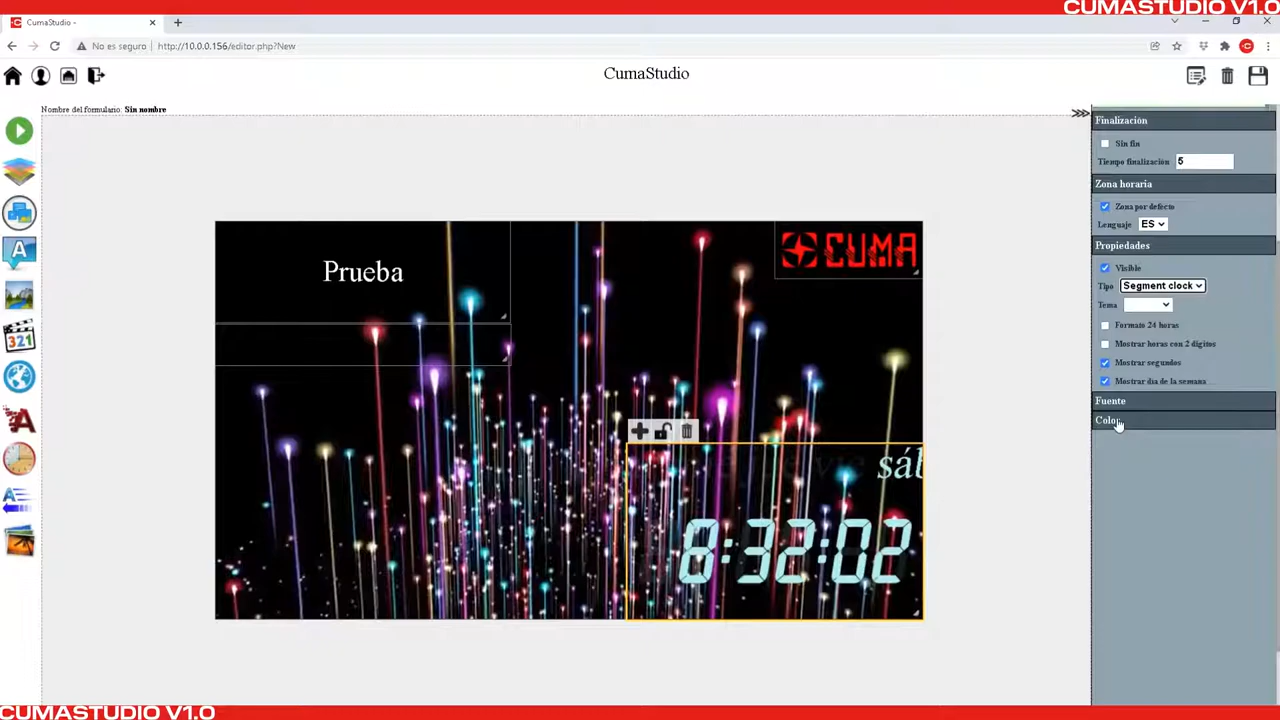 CUMASTUDIO V1.0
CumaStudio -
No es seguro
http://10.0.0.156/editor.php?New
CumaStudio
Nombre del formulario: Sin nombre
Finalización
Sin fin
Tiempo finalización 5
Zona horaria
Zona por defecto
Lenguaje ES
Propiedades
Visible
Tipo Segment clock
Tema
Formato 24 horas
Mostrar horas con 2 dígitos
Mostrar segundos
Mostrar día de la semana
Fuente
Color
Prueba
CUMA
sáb
8:32:02
A
321
A
A
CUMASTUDIO V1.0